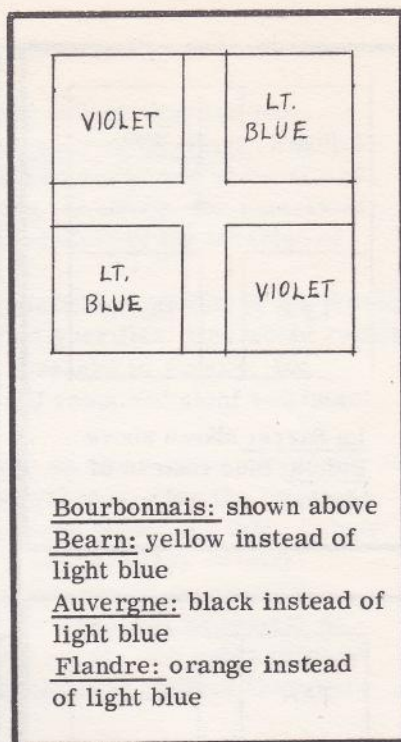 VIOLET
LT.
BLUE
LT.
BLUE
VIOLET
Bourbonnais: shown above
Bearn: yellow instead of
light blue
Auvergne: black instead of
light blue
Flandre: orange instead
of light blue